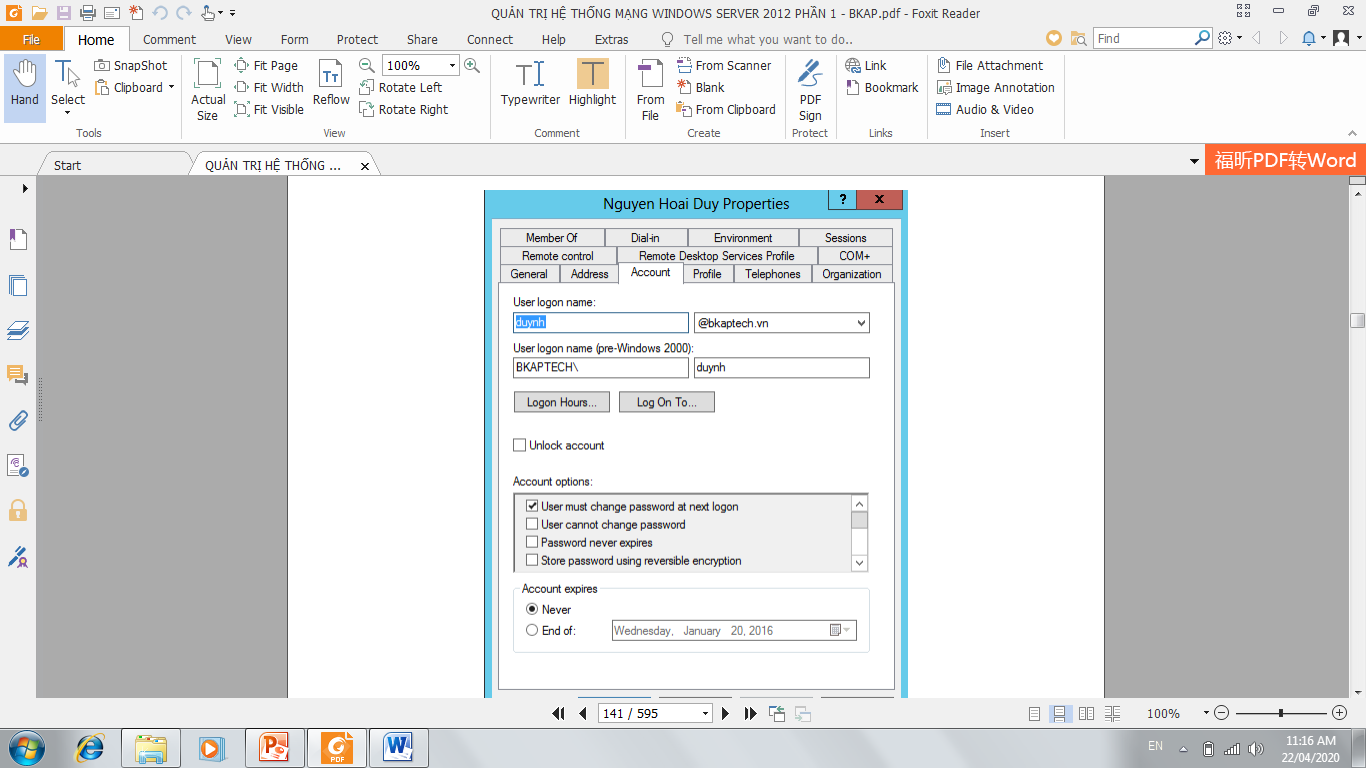 QUẢN TRỊ HỆ THỐNG MẠNG WINDOWS SERVER 2012 PHẦN 1 - BKAP.pdf - Foxit Reader
File Home Comment View Form Protect Share Connect Help Extras Tell me what you want to do.. Find
Hand
Select
SnapShot
Clipboard
Tools
Actual Size
Fit Page
Fit Width
Fit Visible
Reflow
100%
Rotate Left
Rotate Right
View
Typewriter
Highlight
Comment
From File
From Scanner
Blank
From Clipboard
Create
PDF Sign
Protect
Link
Bookmark
Links
File Attachment
Image Annotation
Audio & Video
Insert
Start QUẢN TRỊ HỆ THỐNG ... 福昕PDF转Word
Nguyen Hoai Duy Properties
Member Of Dial-in Environment Sessions
Remote control Remote Desktop Services Profile COM+
General Address Account Profile Telephones Organization
User logon name:
duynh @bkaptech.vn
User logon name (pre-Windows 2000):
BKAPTECH\ duynh
Logon Hours... Log On To...
Unlock account
Account options:
User must change password at next logon
User cannot change password
Password never expires
Store password using reversible encryption
Account expires
Never
End of: Wednesday, January 20, 2016
141 / 595 100%
PDF
EN 11:16 AM
22/04/2020